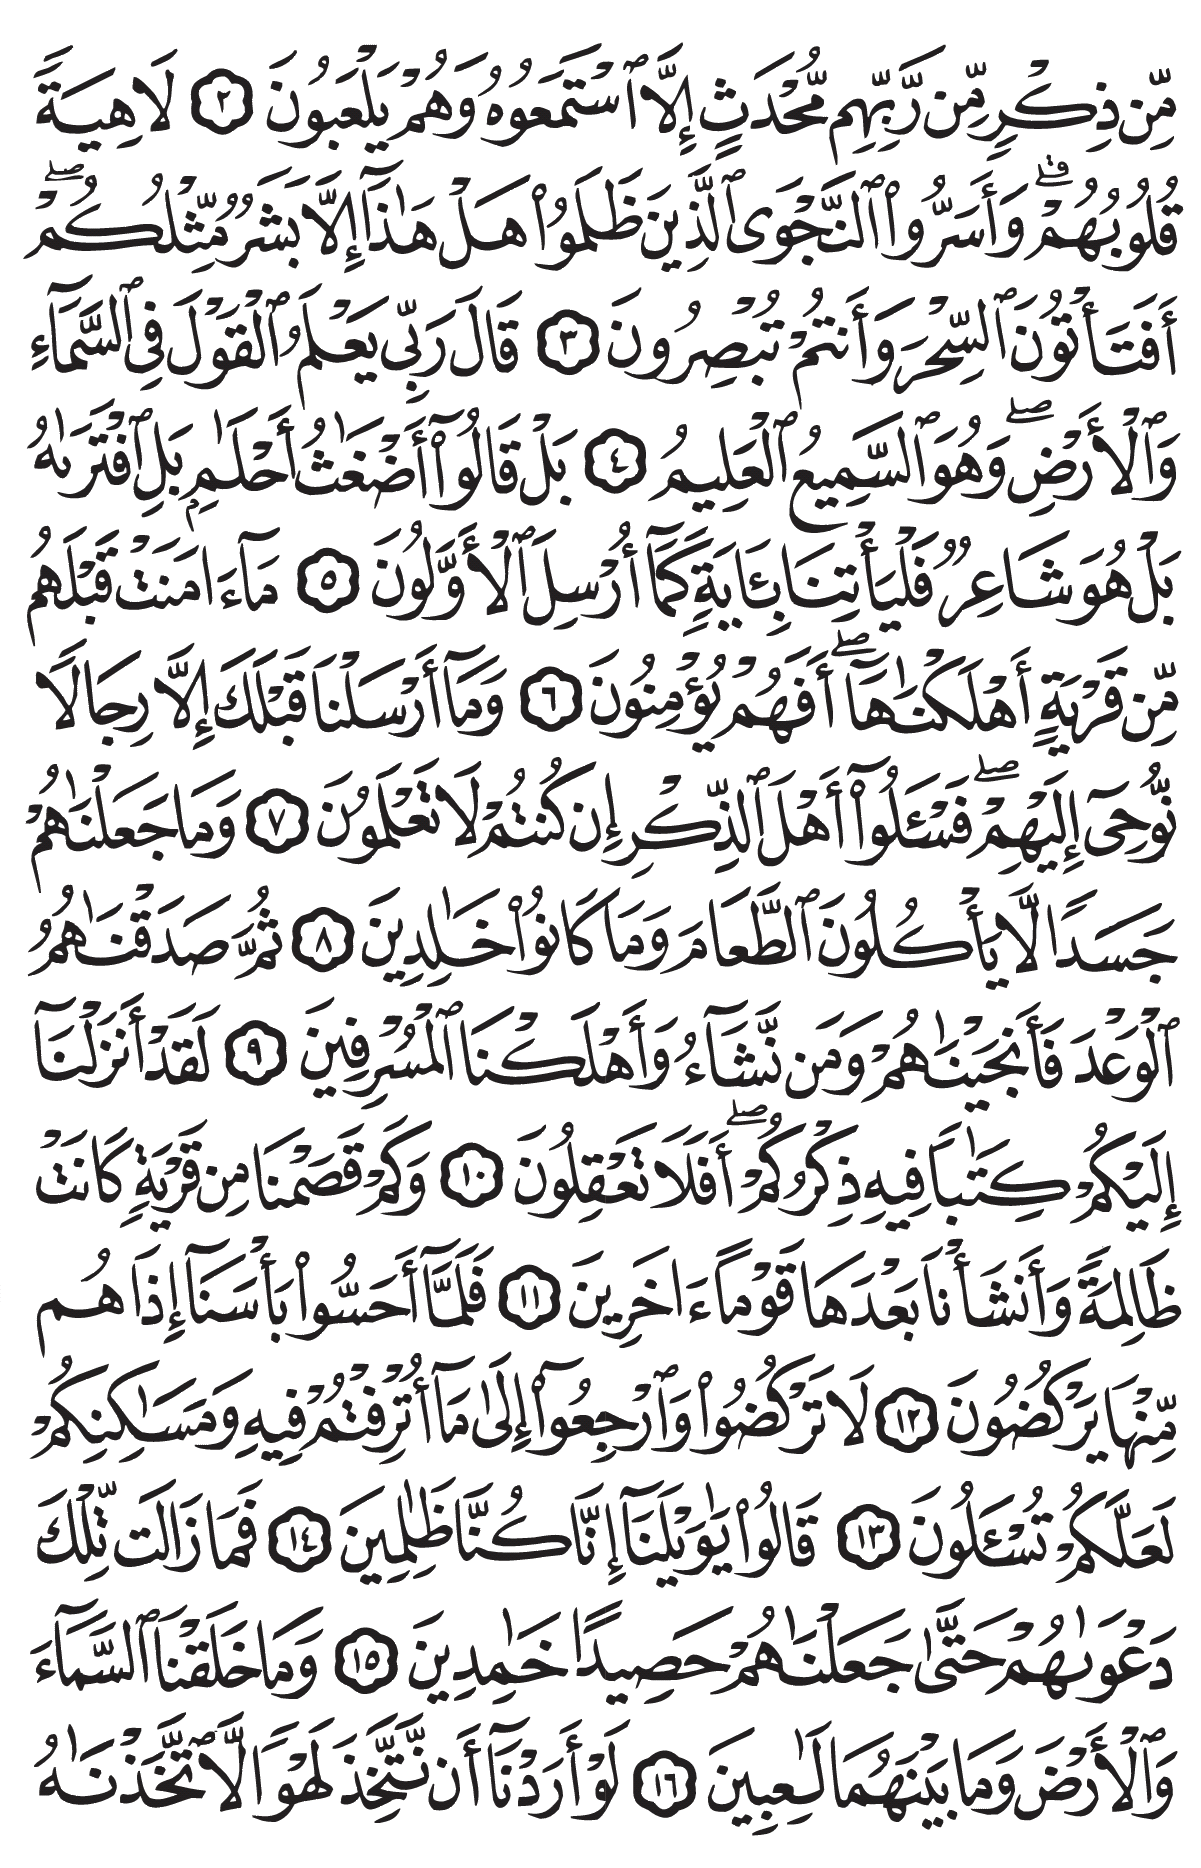 مِّن ذِكْرٍ مِّن رَّبِّهِم مُّحْدَثٍ إِلَّا ٱسْتَمَعُوهُ وَهُمْ يَلْعَبُونَ ٢ لَاهِيَةً
قُلُوبُهُمْ ۗ وَأَسَرُّوا۟ ٱلنَّجْوَى ٱلَّذِينَ ظَلَمُوا۟ هَلْ هَٰذَآ إِلَّا بَشَرٌ مِّثْلُكُمْ ۖ
أَفَتَأْتُونَ ٱلسِّحْرَ وَأَنتُمْ تُبْصِرُونَ ٣ قَالَ رَبِّى يَعْلَمُ ٱلْقَوْلَ فِى ٱلسَّمَآءِ
وَٱلْأَرْضِ ۖ وَهُوَ ٱلسَّمِيعُ ٱلْعَلِيمُ ٤ بَلْ قَالُوٓا۟ أَضْغَٰثُ أَحْلَٰمٍۭ بَلِ ٱفْتَرَىٰهُ
بَلْ هُوَ شَاعِرٌ فَلْيَأْتِنَا بِـَٔايَةٍ كَمَآ أُرْسِلَ ٱلْأَوَّلُونَ ٥ مَآ ءَامَنَتْ قَبْلَهُم
مِّن قَرْيَةٍ أَهْلَكْنَٰهَآ ۖ أَفَهُمْ يُؤْمِنُونَ ٦ وَمَآ أَرْسَلْنَا قَبْلَكَ إِلَّا رِجَالًا
نُّوحِىٓ إِلَيْهِمْ ۖ فَسْـَٔلُوٓا۟ أَهْلَ ٱلذِّكْرِ إِن كُنتُمْ لَا تَعْلَمُونَ ٧ وَمَا جَعَلْنَٰهُمْ
جَسَدًا لَّا يَأْكُلُونَ ٱلطَّعَامَ وَمَا كَانُوا۟ خَٰلِدِينَ ٨ ثُمَّ صَدَقْنَٰهُمُ
ٱلْوَعْدَ فَأَنجَيْنَٰهُمْ وَمَن نَّشَآءُ وَأَهْلَكْنَا ٱلْمُسْرِفِينَ ٩ لَقَدْ أَنزَلْنَآ
إِلَيْكُمْ كِتَٰبًا فِيهِ ذِكْرُكُمْ ۖ أَفَلَا تَعْقِلُونَ ١٠ وَكَمْ قَصَمْنَا مِن قَرْيَةٍ كَانَتْ
ظَالِمَةً وَأَنشَأْنَا بَعْدَهَا قَوْمًا ءَاخَرِينَ ١١ فَلَمَّآ أَحَسُّوا۟ بَأْسَنَآ إِذَا هُم
مِّنْهَا يَرْكُضُونَ ١٢ لَا تَرْكُضُوا۟ وَٱرْجِعُوٓا۟ إِلَىٰ مَآ أُتْرِفْتُمْ فِيهِ وَمَسَٰكِنِكُمْ
لَعَلَّكُمْ تُسْـَٔلُونَ ١٣ قَالُوا۟ يَٰوَيْلَنَآ إِنَّا كُنَّا ظَٰلِمِينَ ١٤ فَمَا زَالَت تِّلْكَ
دَعْوَىٰهُمْ حَتَّىٰ جَعَلْنَٰهُمْ حَصِيدًا خَٰمِدِينَ ١٥ وَمَا خَلَقْنَا ٱلسَّمَآءَ
وَٱلْأَرْضَ وَمَا بَيْنَهُمَا لَٰعِبِينَ ١٦ لَوْ أَرَدْنَآ أَن نَّتَّخِذَ لَهْوًا لَّٱتَّخَذْنَٰهُ